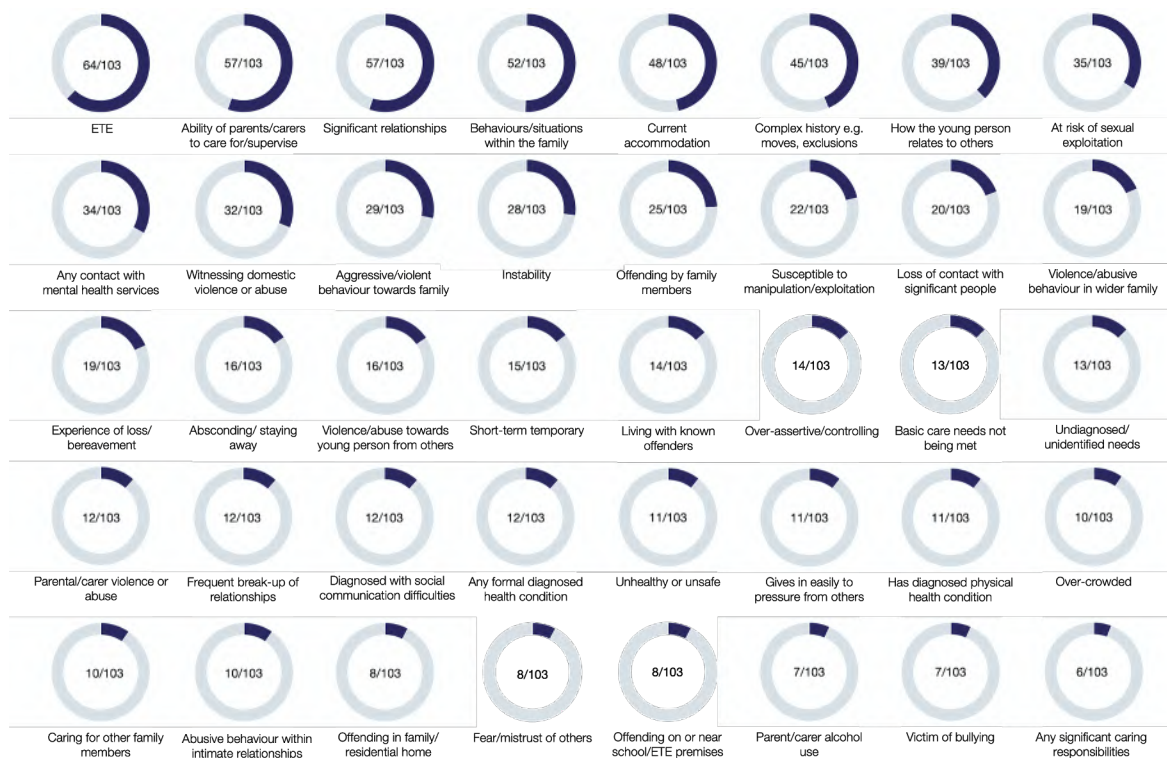 64/103
57/103
57/103
52/103
48/103
45/103
39/103
35/103
ETE
Ability of parents/carers
to care for/supervise
Significant relationships
Behaviours/situations
within the family
Current
accommodation
Complex history e.g.
moves, exclusions
How the young person
relates to others
At risk of sexual
exploitation
34/103
32/103
29/103
28/103
25/103
22/103
20/103
19/103
Any contact with
mental health services
Witnessing domestic
violence or abuse
Aggressive/violent
behaviour towards family
Instability
Offending by family
members
Susceptible to
manipulation/exploitation
Loss of contact with
significant people
Violence/abusive
behaviour in wider family
19/103
16/103
16/103
15/103
14/103
14/103
13/103
13/103
Experience of loss/
bereavement
Absconding/ staying
away
Violence/abuse towards
young person from others
Short-term temporary
Living with known
offenders
Over-assertive/controlling
Basic care needs not
being met
Undiagnosed/
unidentified needs
12/103
12/103
12/103
12/103
11/103
11/103
11/103
10/103
Parental/carer violence or
abuse
Frequent break-up of
relationships
Diagnosed with social
communication difficulties
Any formal diagnosed
health condition
Unhealthy or unsafe
Gives in easily to
pressure from others
Has diagnosed physical
health condition
Over-crowded
10/103
10/103
8/103
8/103
8/103
7/103
7/103
6/103
Caring for other family
members
Abusive behaviour within
intimate relationships
Offending in family/
residential home
Fear/mistrust of others
Offending on or near
school/ETE premises
Parent/carer alcohol
use
Victim of bullying
Any significant caring
responsibilities